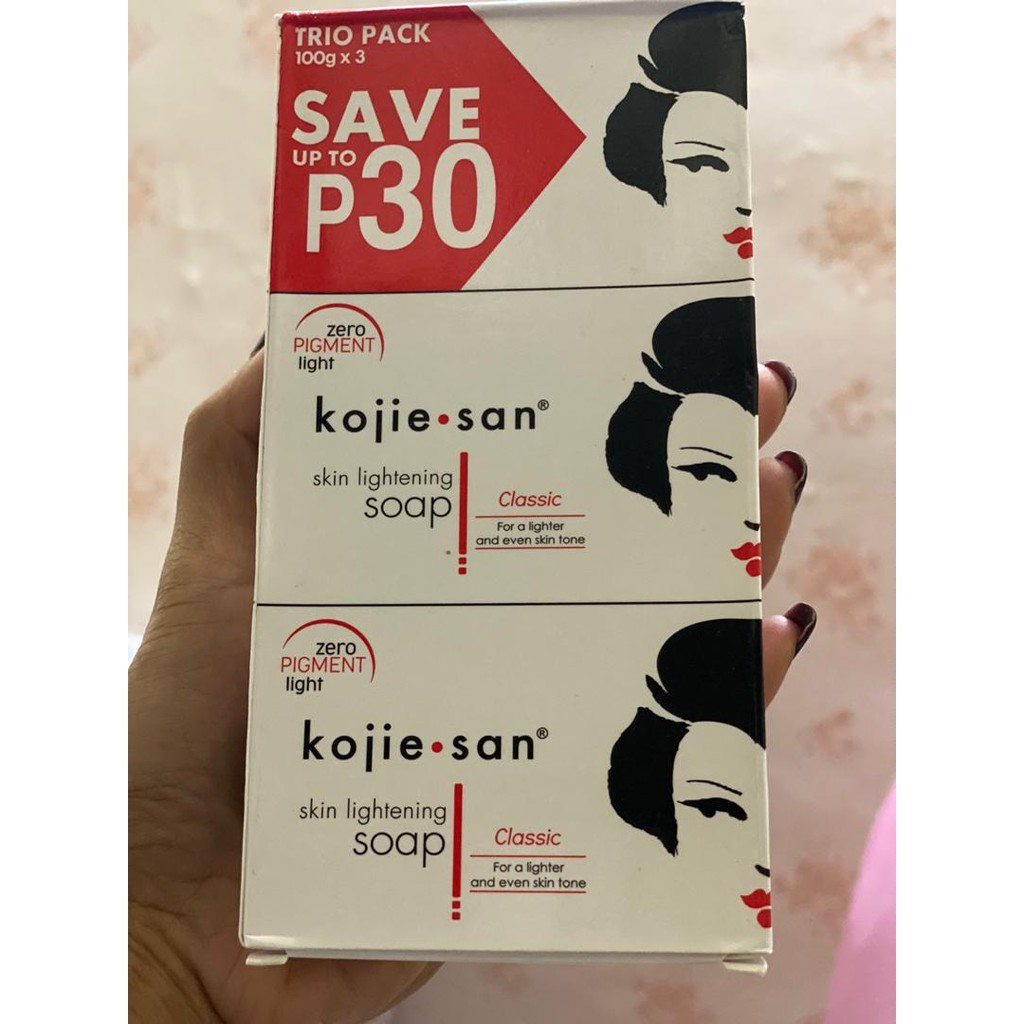 TRIO PACK
100g x 3
SAVE
UP TO
P30
zero
PIGMENT
light
kojie•san®
skin lightening
soap
Classic
For a lighter
and even skin tone
zero
PIGMENT
light
kojie•san®
skin lightening
soap
Classic
For a lighter
and even skin tone